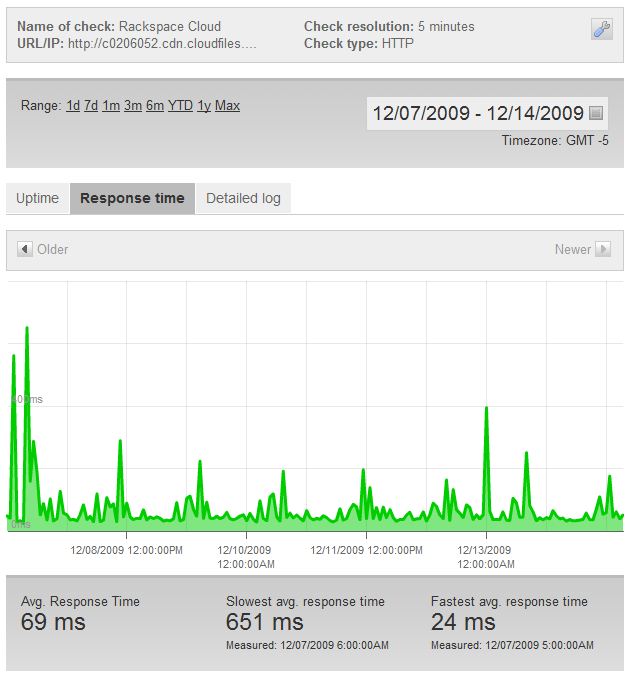 Name of check: Rackspace Cloud
Check resolution: 5 minutes
URL/IP: http://c0206052.cdn.cloudfiles....
Check type: HTTP
Range: 1d 7d 1m 3m 6m YTD 1y Max
12/07/2009 - 12/14/2009
Timezone: GMT -5
Uptime
Response time
Detailed log
Older
Newer
400ms
0ms
12/08/2009 12:00:00PM
12/10/2009
12:00:00AM
12/11/2009 12:00:00PM
12/13/2009
12:00:00AM
Avg. Response Time
69 ms
Slowest avg. response time
651 ms
Measured: 12/07/2009 6:00:00AM
Fastest avg. response time
24 ms
Measured: 12/07/2009 5:00:00AM